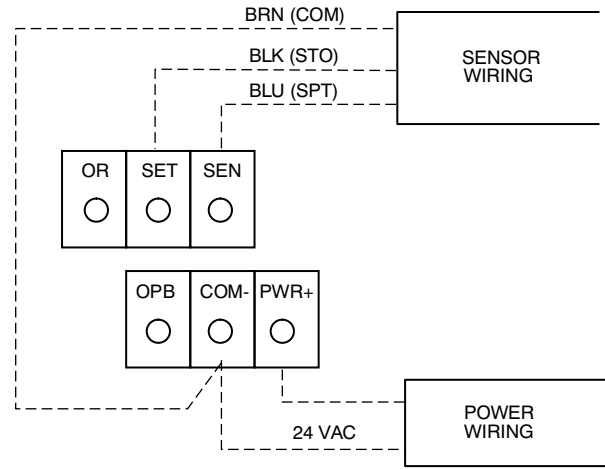 BRN (COM)
BLK (STO)
BLU (SPT)
SENSOR
WIRING
OR SET SEN
OPB COM- PWR+
24 VAC
POWER
WIRING